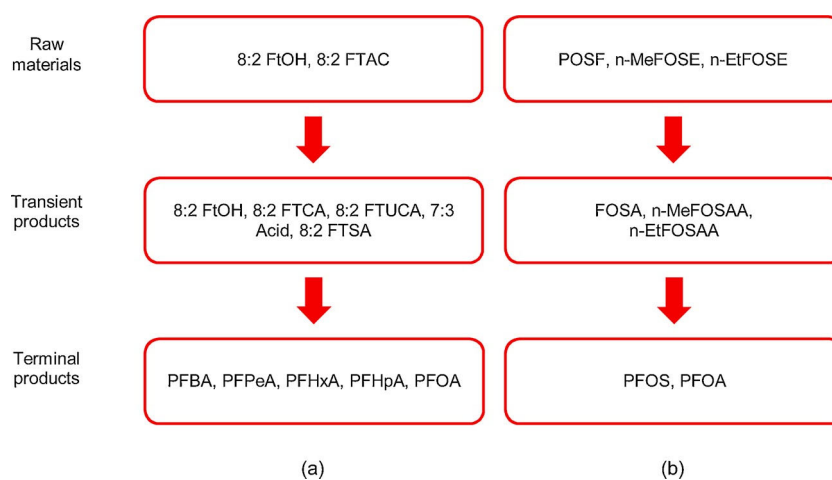 Raw
materials
8:2 FtOH, 8:2 FTAC
POSF, n-MeFOSE, n-EtFOSE
Transient
products
8:2 FtOH, 8:2 FTCA, 8:2 FTUCA, 7:3
Acid, 8:2 FTSA
FOSA, n-MeFOSAA,
n-EtFOSAA
Terminal
products
PFBA, PFPeA, PFHxA, PFHpA, PFOA
PFOS, PFOA
(a)
(b)